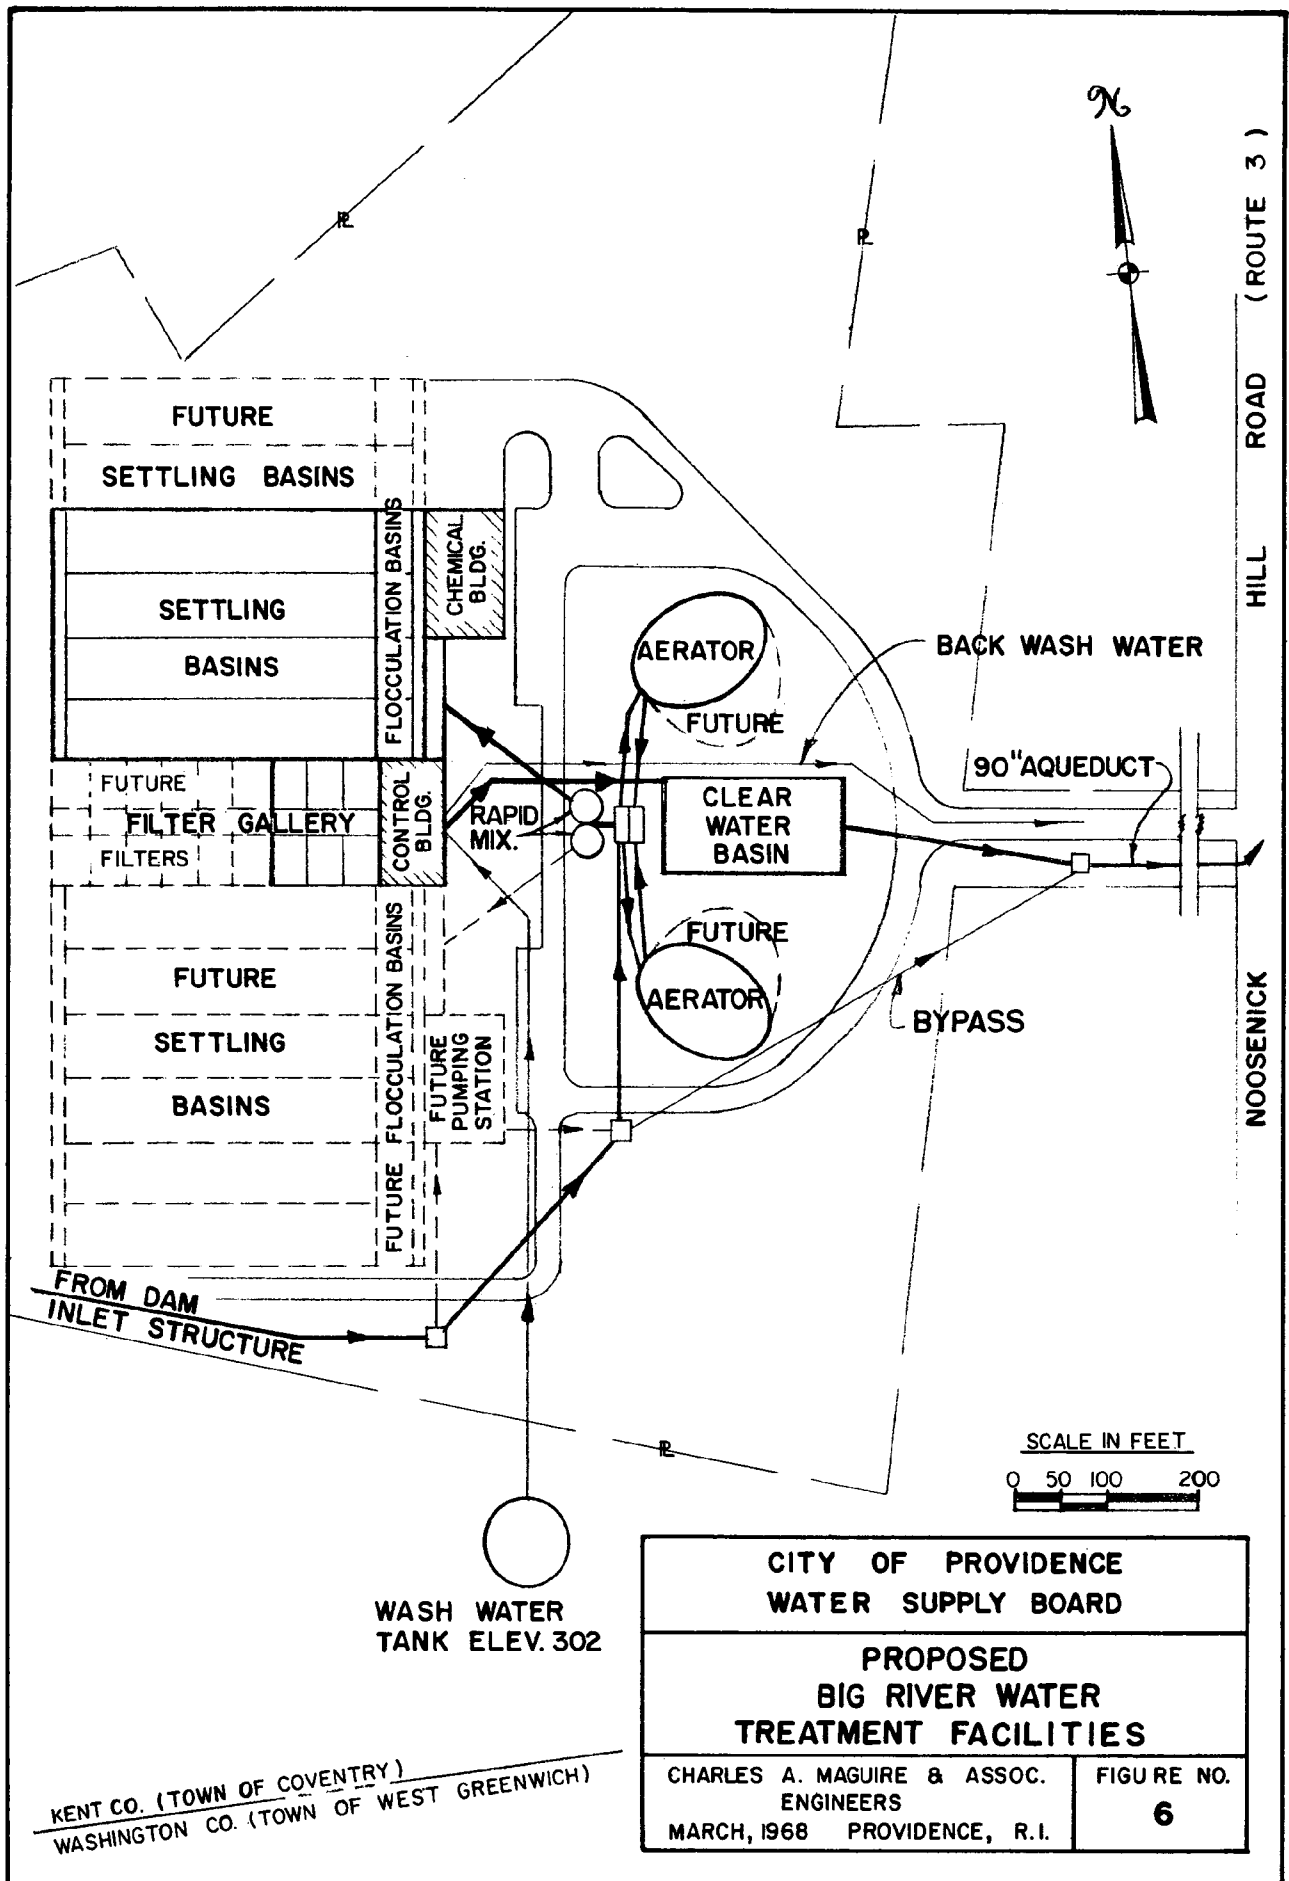 N
NOOSENICK HILL ROAD (ROUTE 3)
PL
PL
FUTURE
SETTLING BASINS
FLOCCULATION BASINS
CHEMICAL
BLDG.
SETTLING
BASINS
AERATOR
FUTURE
BACK WASH WATER
90" AQUEDUCT
FUTURE
FILTER GALLERY
FILTERS
CONTROL
BLDG.
RAPID
MIX.
CLEAR
WATER
BASIN
FUTURE
AERATOR
BYPASS
FUTURE
SETTLING
BASINS
FUTURE FLOCCULATION BASINS
FUTURE
PUMPING
STATION
FROM DAM
INLET STRUCTURE
PL
SCALE IN FEET
0 50 100 200
WASH WATER
TANK ELEV. 302
CITY OF PROVIDENCE
WATER SUPPLY BOARD
PROPOSED
BIG RIVER WATER
TREATMENT FACILITIES
CHARLES A. MAGUIRE & ASSOC.
ENGINEERS
MARCH, 1968 PROVIDENCE, R.I.
FIGURE NO.
6
KENT CO. (TOWN OF COVENTRY)
WASHINGTON CO. (TOWN OF WEST GREENWICH)